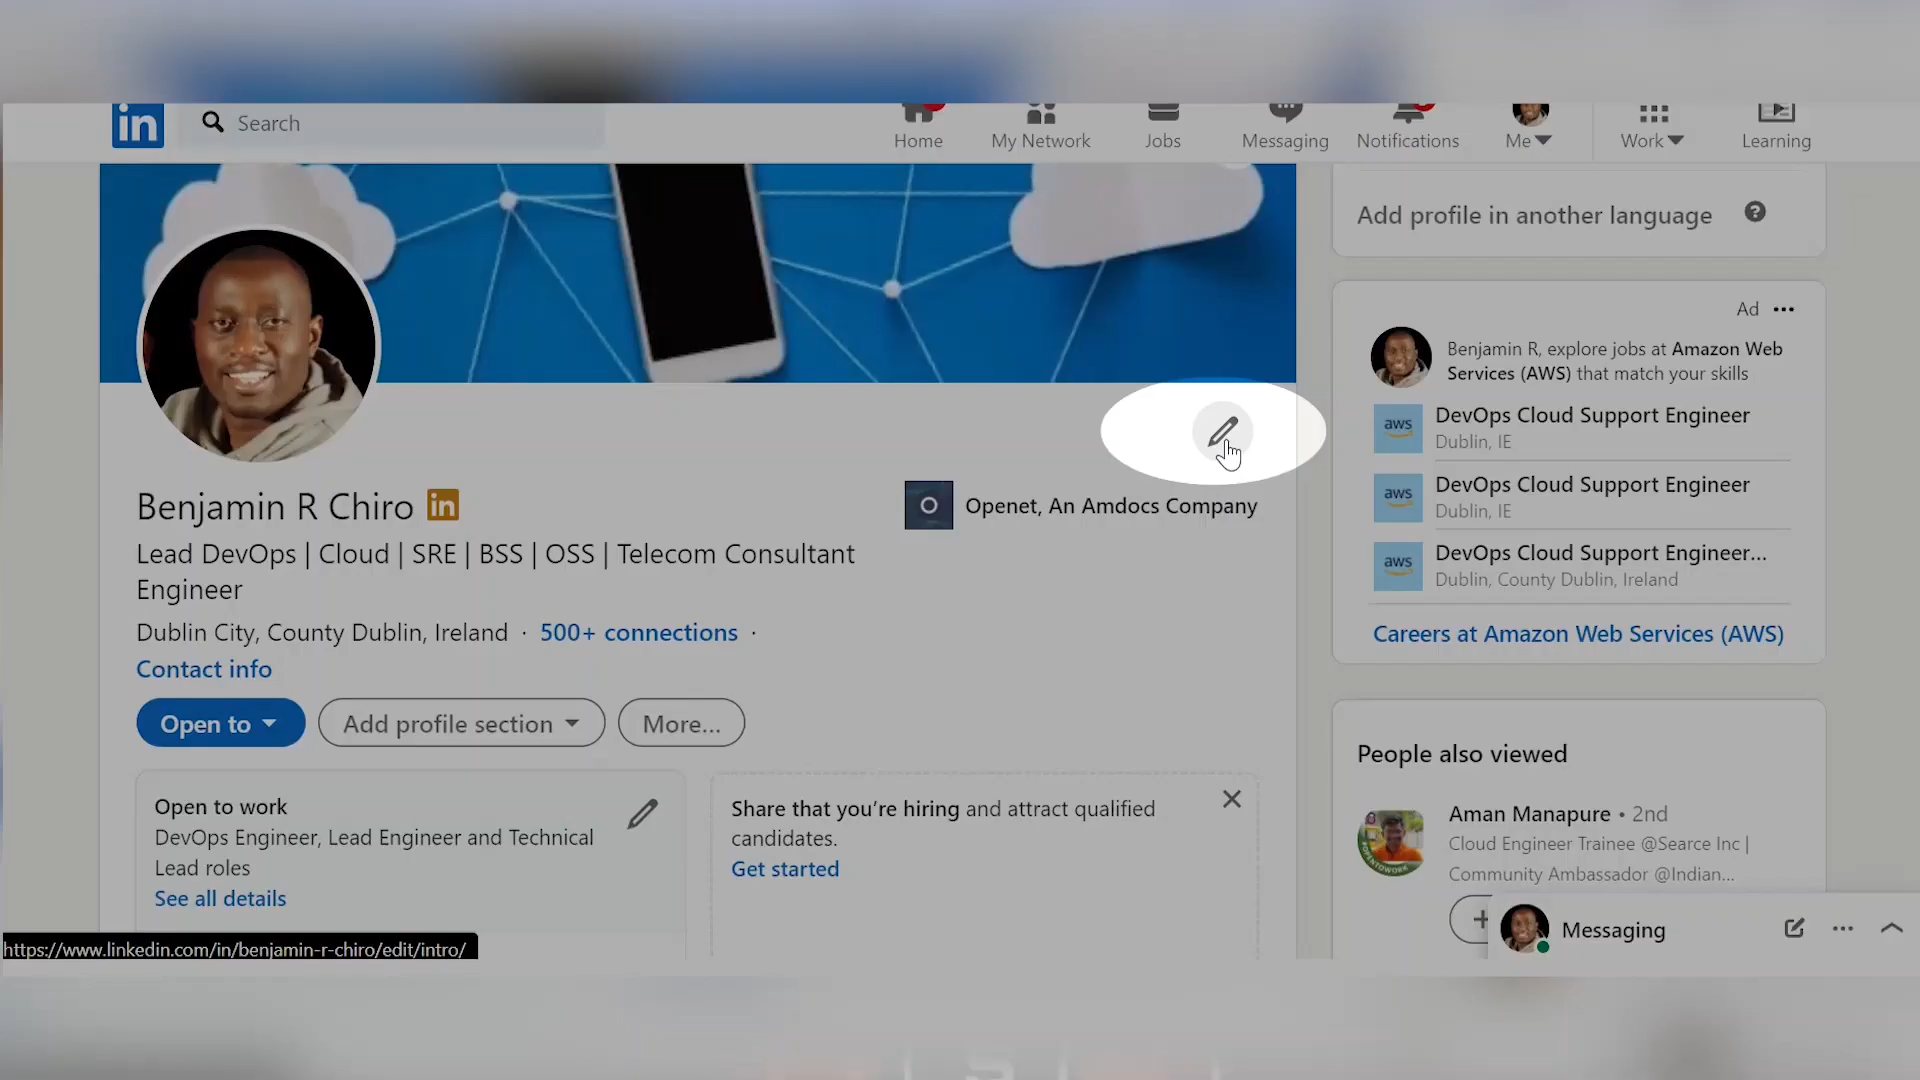 in
Search
Home
My Network
Jobs
Messaging
Notifications
Me
Work
Learning
Add profile in another language
?
Ad
Benjamin R, explore jobs at Amazon Web
Services (AWS) that match your skills
aws
DevOps Cloud Support Engineer
Dublin, IE
aws
DevOps Cloud Support Engineer
Dublin, IE
aws
DevOps Cloud Support Engineer...
Dublin, County Dublin, Ireland
Careers at Amazon Web Services (AWS)
Benjamin R Chiro in
Openet, An Amdocs Company
Lead DevOps | Cloud | SRE | BSS | OSS | Telecom Consultant
Engineer
Dublin City, County Dublin, Ireland · 500+ connections ·
Contact info
Open to
Add profile section
More...
Open to work
DevOps Engineer, Lead Engineer and Technical
Lead roles
See all details
Share that you're hiring and attract qualified
candidates.
Get started
People also viewed
Aman Manapure • 2nd
Cloud Engineer Trainee @Searce Inc |
Community Ambassador @Indian...
Messaging
https://www.linkedin.com/in/benjamin-r-chiro/edit/intro/